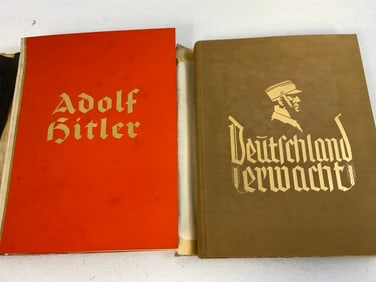 Adolf
Hitler
Deutschland
erwacht